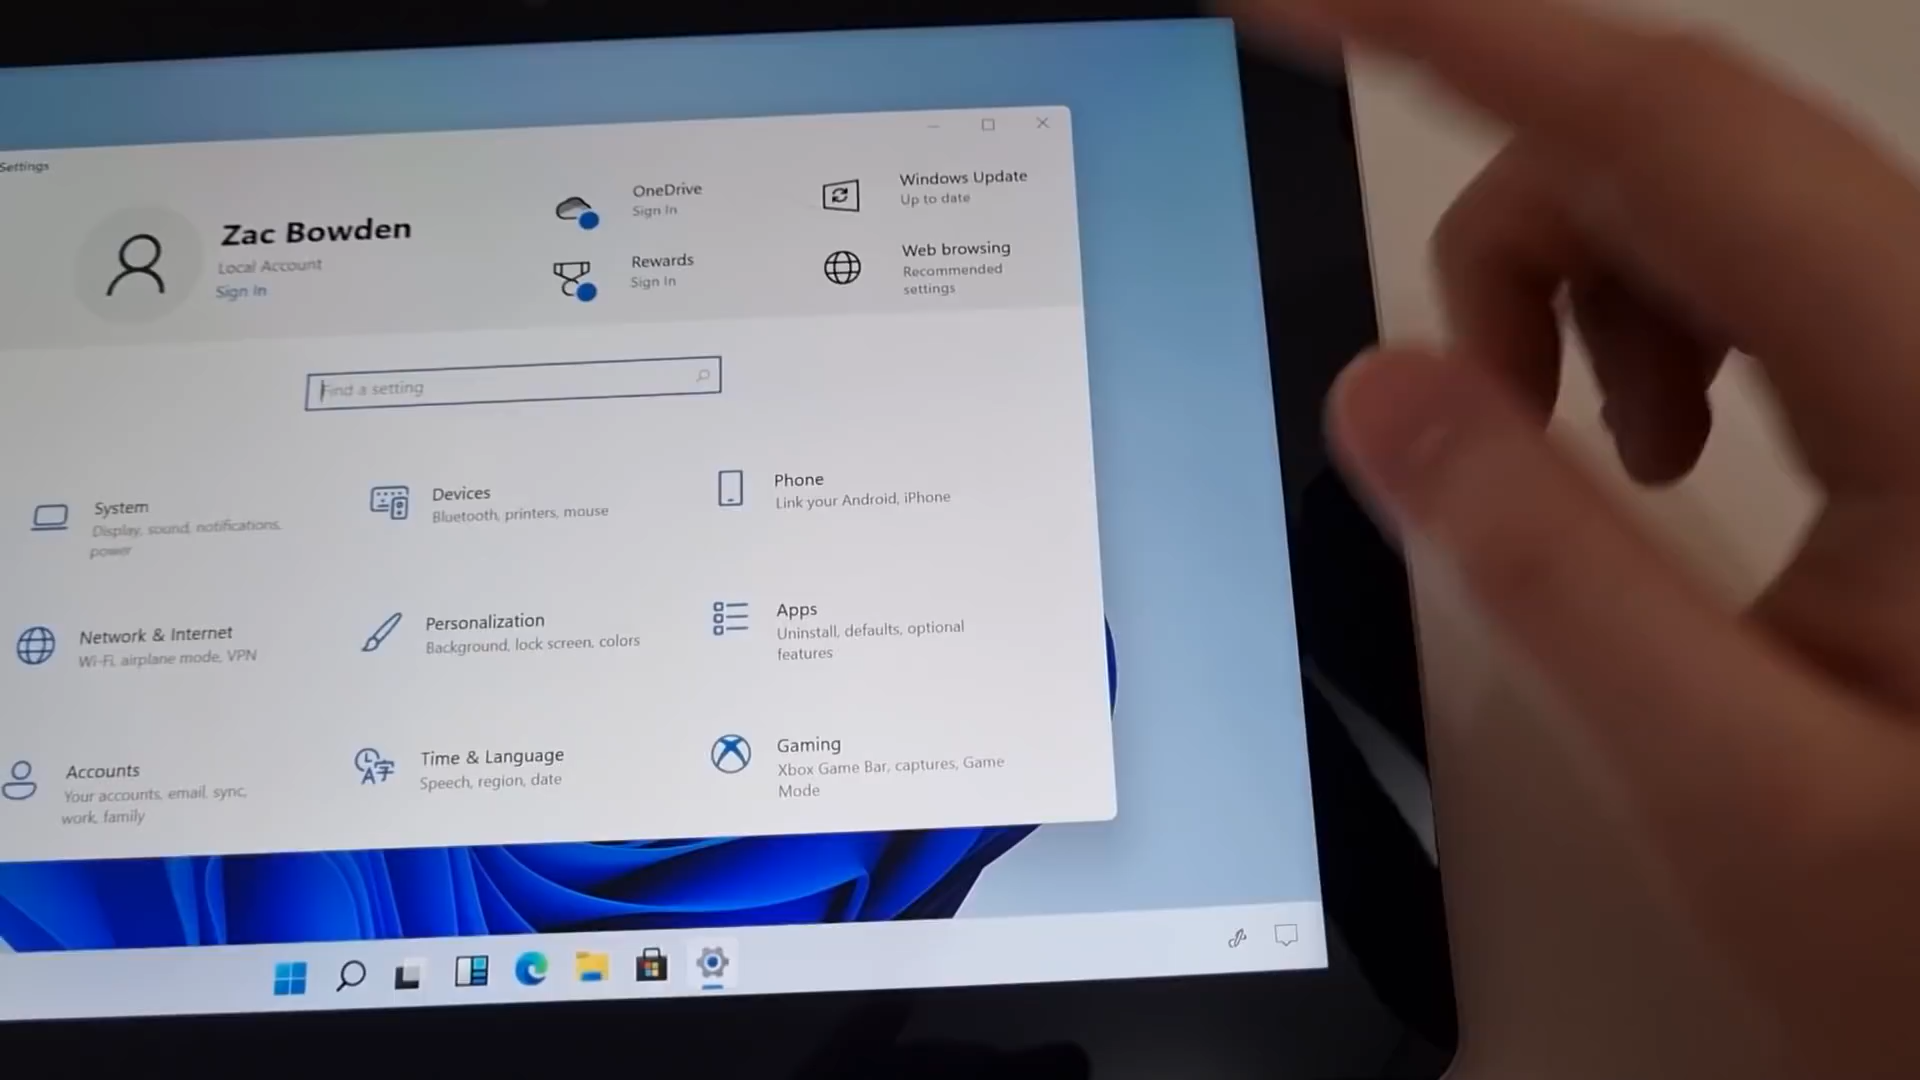 Settings
Zac Bowden
Local Account
Sign In
OneDrive
Sign In
Rewards
Sign In
Windows Update
Up to date
Web browsing
Recommended
settings
Find a setting
System
Display, sound, notifications,
power
Devices
Bluetooth, printers, mouse
Phone
Link your Android, iPhone
Network & Internet
Wi-Fi, airplane mode, VPN
Personalization
Background, lock screen, colors
Apps
Uninstall, defaults, optional
features
Accounts
Your accounts, email, sync,
work, family
Time & Language
Speech, region, date
Gaming
Xbox Game Bar, captures, Game
Mode